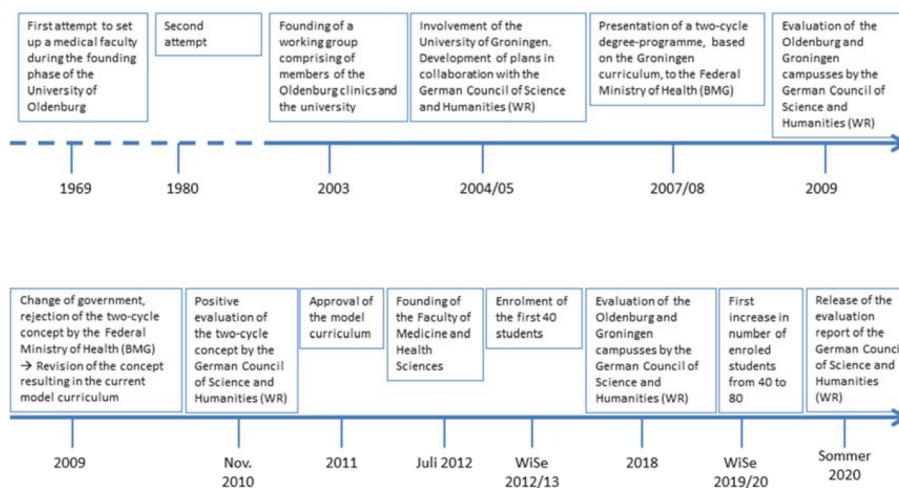 First attempt to set
up a medical faculty
during the founding
phase of the
University of
Oldenburg
Second
attempt
Founding of a
working group
comprising of
members of the
Oldenburg clinics
and the university
Involvement of the
University of Groningen.
Development of plans in
collaboration with the
German Council of Science
and Humanities (WR)
Presentation of a two-cycle
degree-programme, based
on the Groningen
curriculum, to the Federal
Ministry of Health (BMG)
Evaluation of the
Oldenburg and
Groningen
campusses by the
German Council of
Science and
Humanities (WR)
1969
1980
2003
2004/05
2007/08
2009
Change of government,
rejection of the two-cycle
concept by the Federal
Ministry of Health (BMG)
→ Revision of the concept
resulting in the current
model curriculum
Positive
evaluation of
the two-cycle
concept by the
German Council
of Science and
Humanities (WR)
Approval of
the model
curriculum
Founding of
the Faculty of
Medicine and
Health
Sciences
Enrolment of
the first 40
students
Evaluation of the
Oldenburg and
Groningen
campusses by the
German Council of
Science and
Humanities (WR)
First
increase in
number of
enroled
students
from 40 to
80
Release of the
evaluation
report of the
German Council
of Science and
Humanities
(WR)
2009
Nov.
2010
2011
Juli 2012
WiSe
2012/13
2018
WiSe
2019/20
Sommer
2020